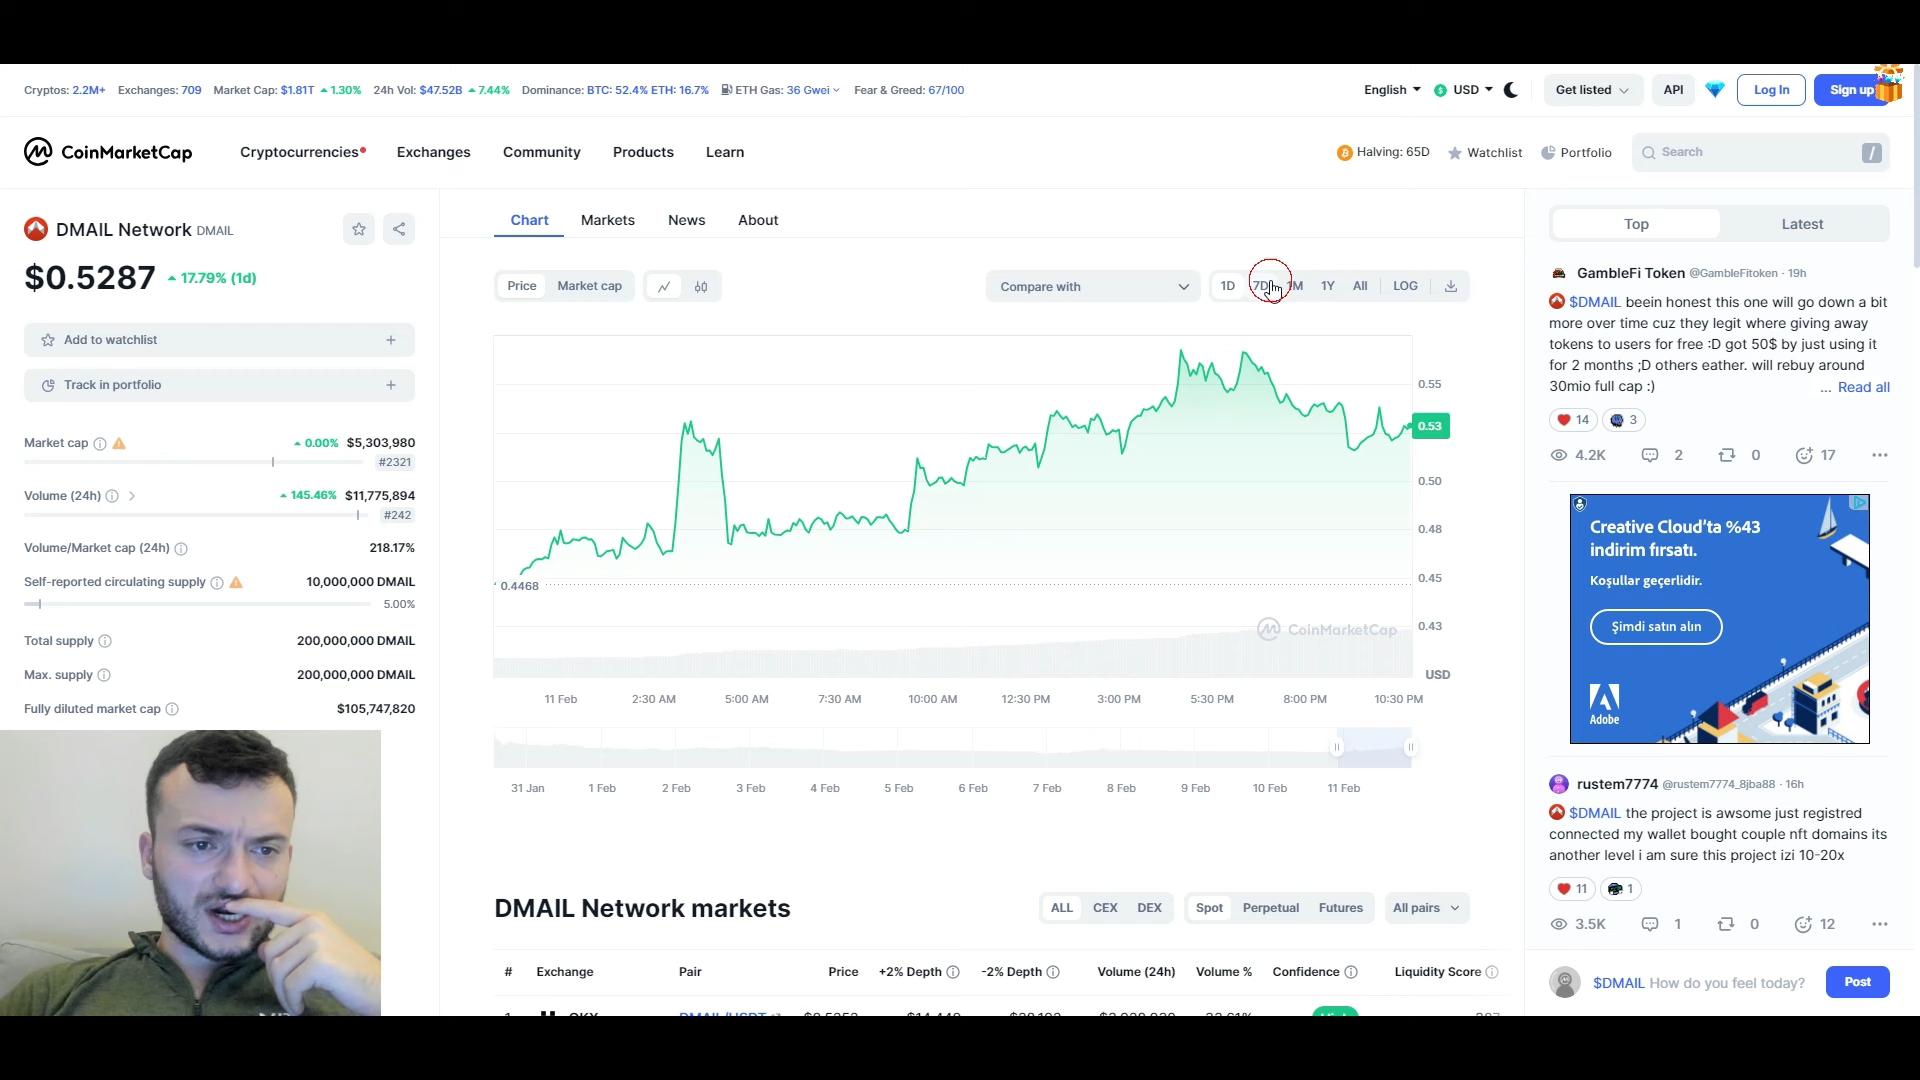 Cryptos: 2.2M+ Exchanges: 709 Market Cap: $1.81T 1.30% 24h Vol: $47.52B 7.44% Dominance: BTC: 52.4% ETH: 16.7% ETH Gas: 36 Gwei Fear & Greed: 67/100
English USD Get listed API Log In Sign up
CoinMarketCap
Cryptocurrencies Exchanges Community Products Learn
Halving: 65D Watchlist Portfolio Search /
DMAIL Network DMAIL
$0.5287 17.79% (1d)
Add to watchlist +
Track in portfolio +
Market cap 0.00% $5,303,980
#2321
Volume (24h) 145.46% $11,775,894
#242
Volume/Market cap (24h) 218.17%
Self-reported circulating supply 10,000,000 DMAIL
5.00%
Total supply 200,000,000 DMAIL
Max. supply 200,000,000 DMAIL
Fully diluted market cap $105,747,820
Chart Markets News About
Price Market cap
Compare with
1D 7D 1M 1Y All LOG
0.55
0.53
0.50
0.48
0.45
0.43
0.4468
CoinMarketCap
USD
11 Feb 2:30 AM 5:00 AM 7:30 AM 10:00 AM 12:30 PM 3:00 PM 5:30 PM 8:00 PM 10:30 PM
31 Jan 1 Feb 2 Feb 3 Feb 4 Feb 5 Feb 6 Feb 7 Feb 8 Feb 9 Feb 10 Feb 11 Feb
DMAIL Network markets
ALL CEX DEX Spot Perpetual Futures All pairs
# Exchange Pair Price +2% Depth -2% Depth Volume (24h) Volume % Confidence Liquidity Score
Top Latest
GambleFi Token @GambleFitoken · 19h
$DMAIL beein honest this one will go down a bit
more over time cuz they legit where giving away
tokens to users for free :D got 50$ by just using it
for 2 months ;D others eather. will rebuy around
30mio full cap :) ... Read all
14 3
4.2K 2 0 17
Creative Cloud'ta %43
indirim fırsatı.
Koşullar geçerlidir.
Şimdi satın alın
Adobe
rustem7774 @rustem7774_8jba88 · 16h
$DMAIL the project is awsome just registred
connected my wallet bought couple nft domains its
another level i am sure this project izi 10-20x
11 1
3.5K 1 0 12
$DMAIL How do you feel today? Post